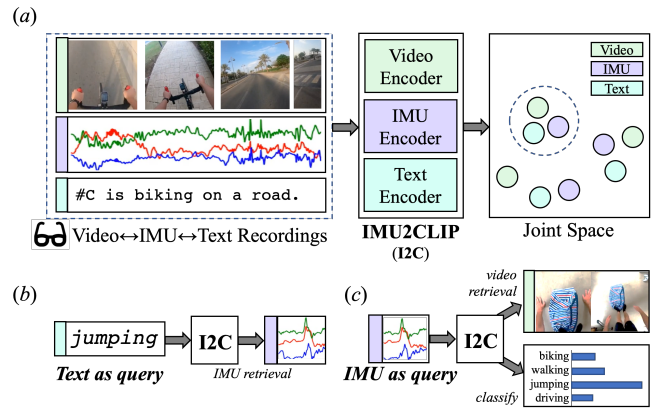 (a)
Video
Encoder
IMU
Encoder
Text
Encoder
Video
IMU
Text
#C is biking on a road.
Video↔IMU↔Text Recordings
IMU2CLIP
(I2C)
Joint Space
(b)
jumping
I2C
Text as query
IMU retrieval
(c)
I2C
IMU as query
video
retrieval
classify
biking
walking
jumping
driving